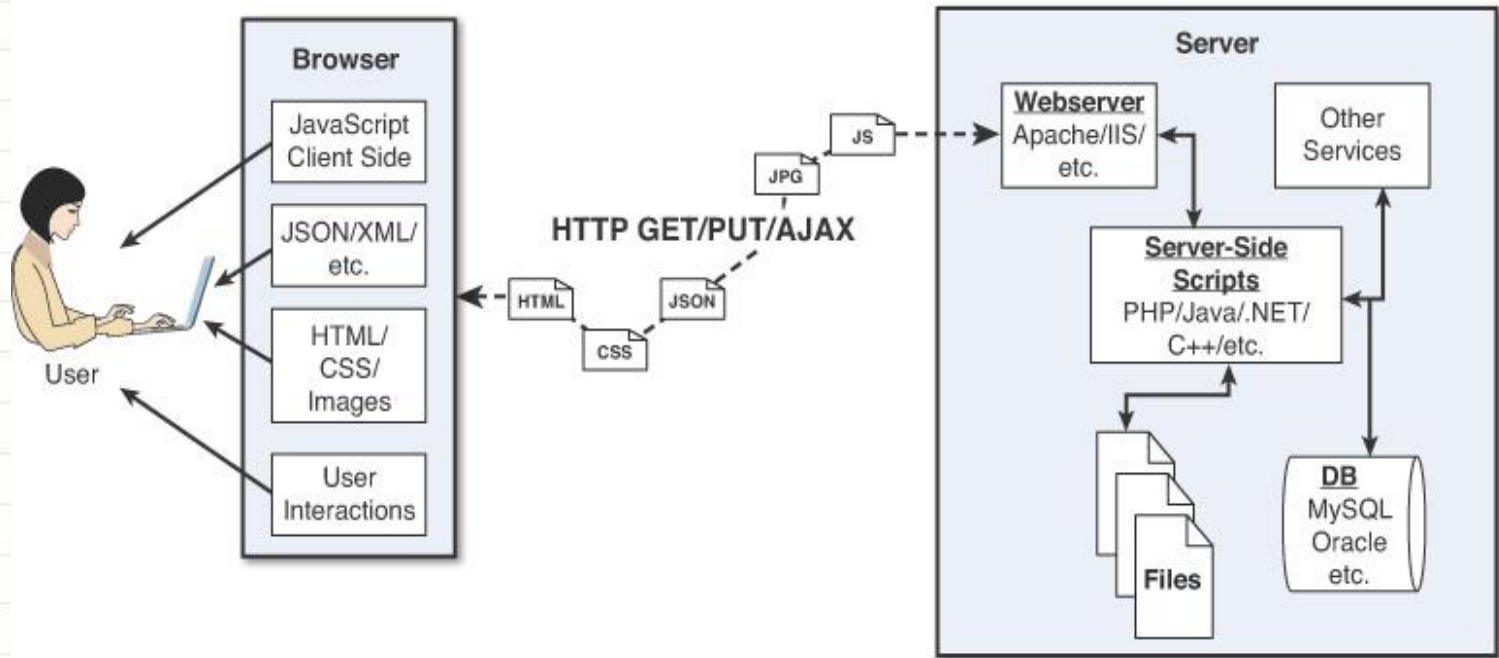 Browser
JavaScript
Client Side
JSON/XML/
etc.
HTML/
CSS/
Images
User
Interactions
User
HTTP GET/PUT/AJAX
HTML
CSS
JSON
JPG
JS
Server
Webserver
Apache/IIS/
etc.
Other
Services
Server-Side
Scripts
PHP/Java/.NET/
C++/etc.
Files
DB
MySQL
Oracle
etc.